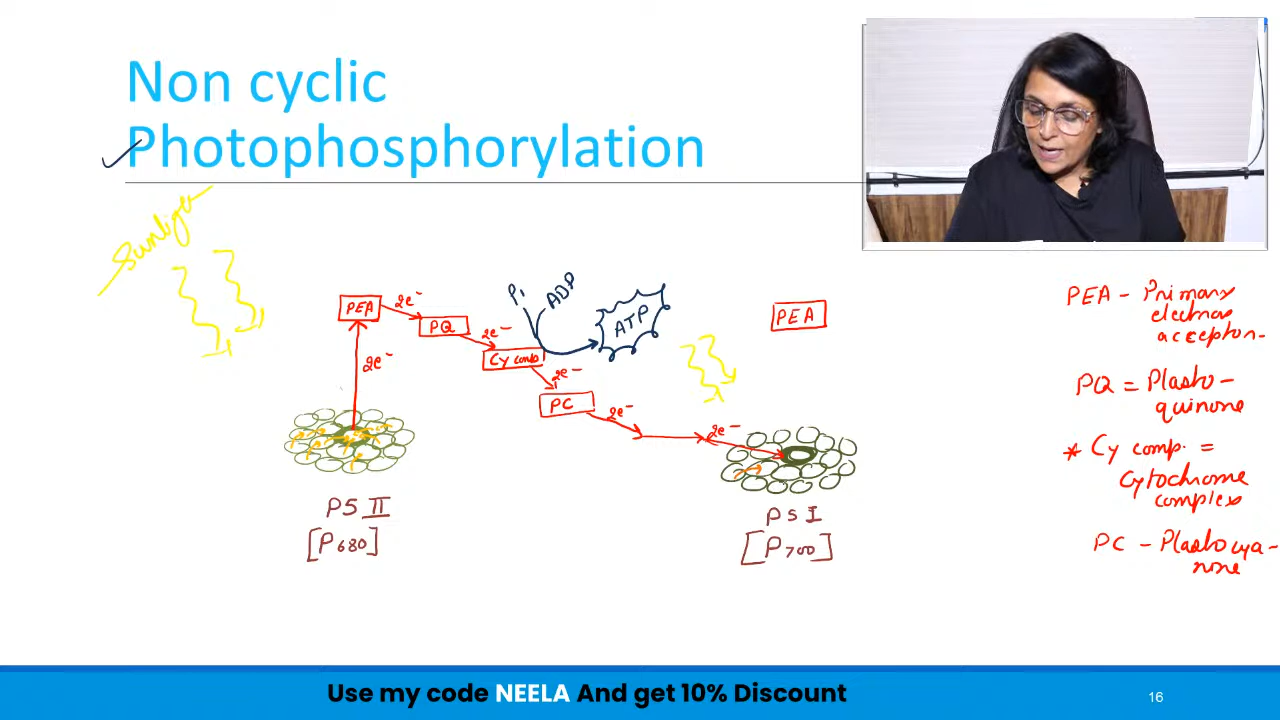 Non cyclic
Photophosphorylation
Sunlight
PEA
2e-
PQ
2e-
Cy comp
Pi
ADP
ATP
2e-
PC
2e-
2e-
2e-
PEA
PS II
[P680]
PS I
[P700]
PEA - Primary
electron
acceptor.
PQ = Plasto-
quinone
* Cy comp. =
Cytochrome
complex
PC - Plastocya-
none
Use my code NEELA And get 10% Discount
16